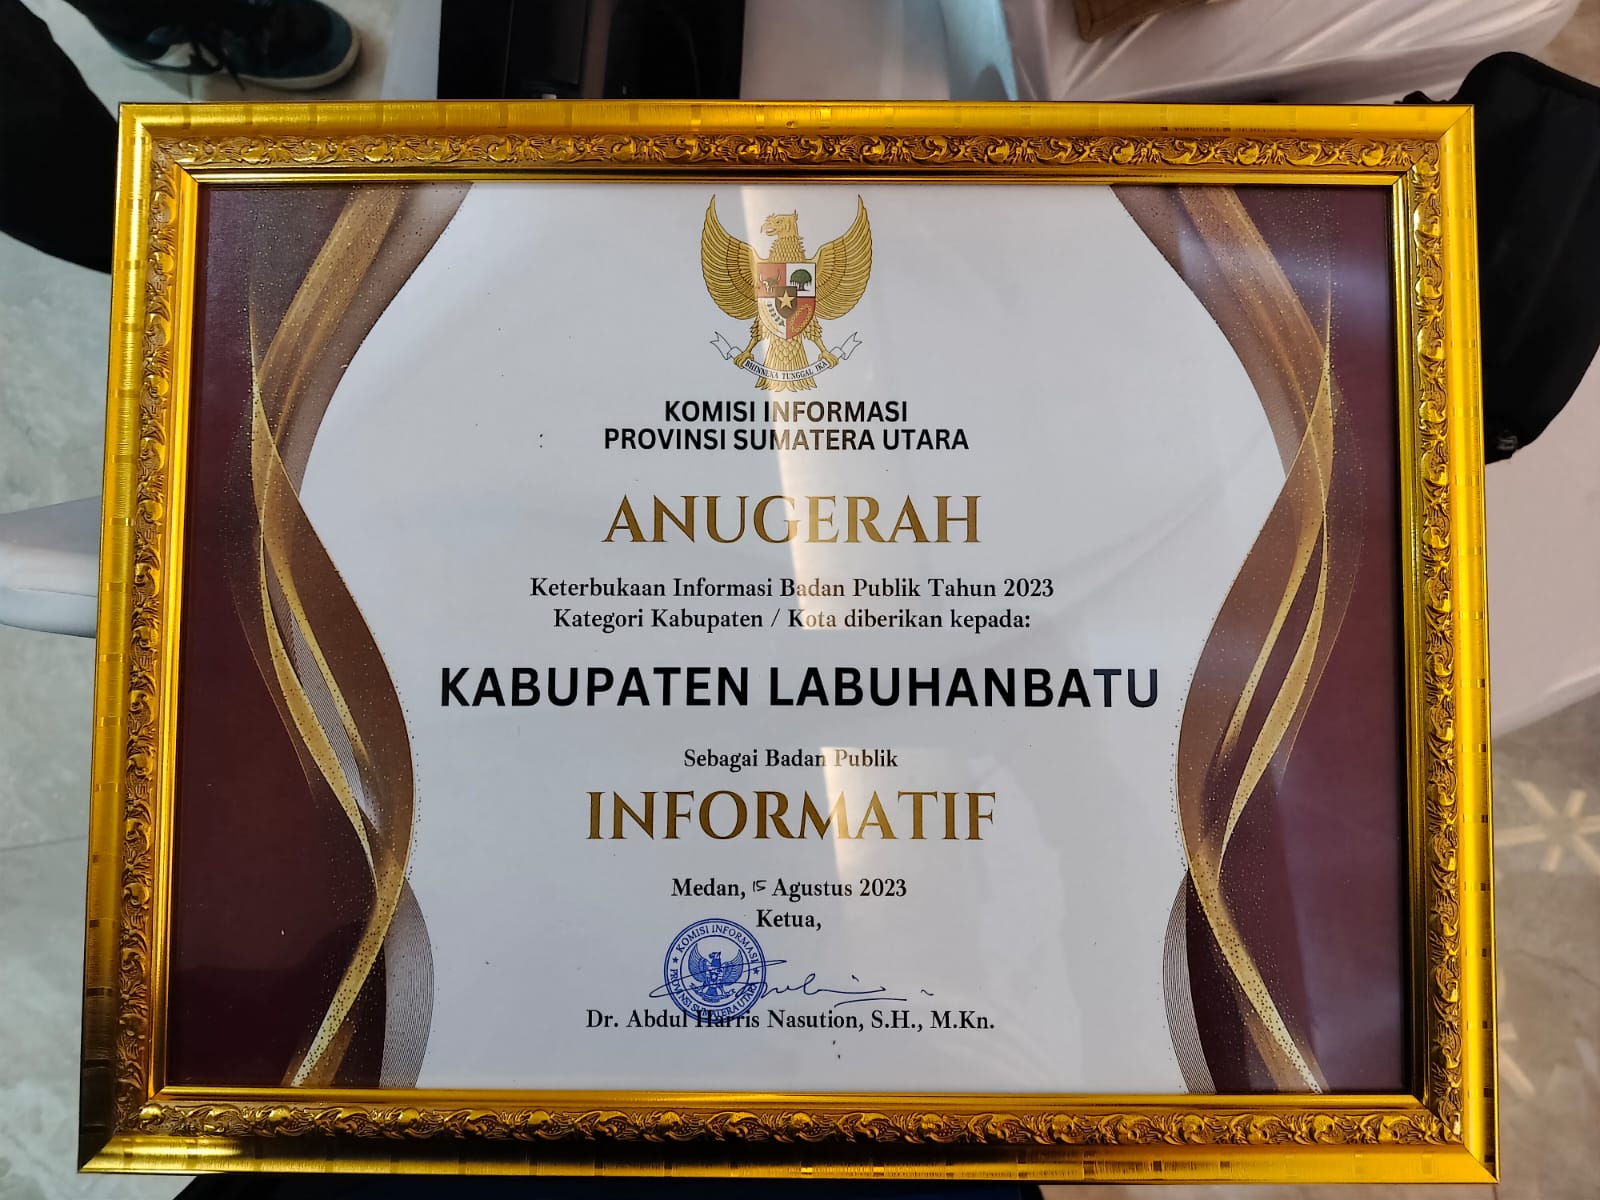 BHINNEKA TUNGGAL IKA
KOMISI INFORMASI
PROVINSI SUMATERA UTARA
ANUGERAH
Keterbukaan Informasi Badan Publik Tahun 2023
Kategori Kabupaten / Kota diberikan kepada:
KABUPATEN LABUHANBATU
Sebagai Badan Publik
INFORMATIF
Medan, 15 Agustus 2023
Ketua,
KOMISI INFORMASI
PROVINSI SUMATERA UTARA
Dr. Abdul Harris Nasution, S.H., M.Kn.